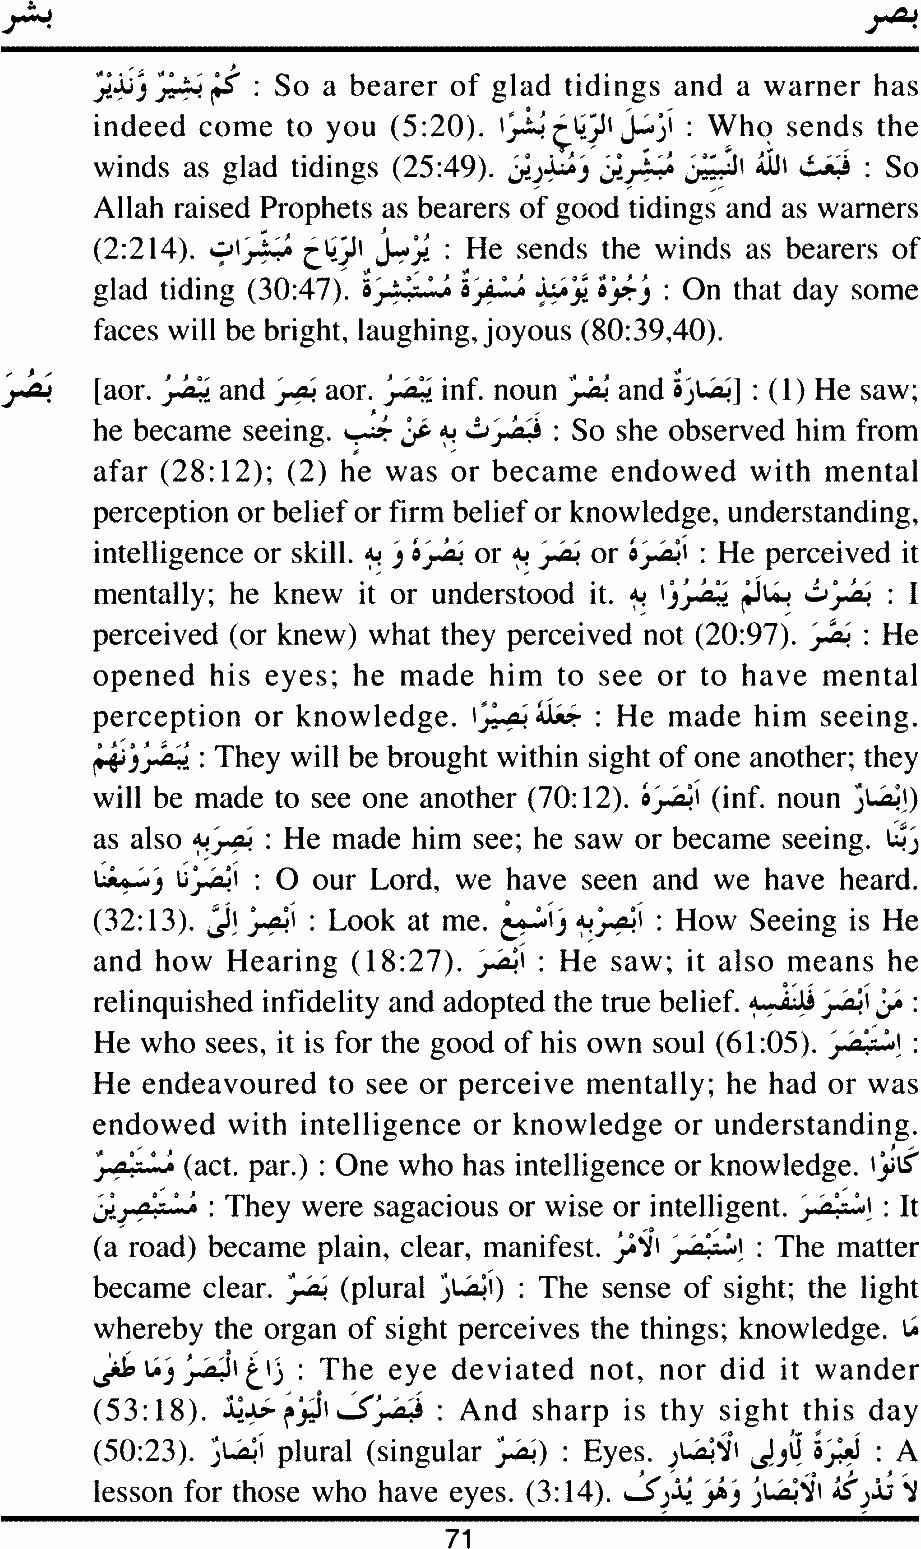 بشر بصر
كُمْ بَشِيْرٌ وَّنَذِيْرٌ : So a bearer of glad tidings and a warner has
indeed come to you (5:20). اَرْسَلَ الرِّيَاحَ بُشْرًا : Who sends the
winds as glad tidings (25:49). فَبَعَثَ اللّٰهُ النَّبِيِّيْنَ مُبَشِّرِيْنَ وَمُنْذِرِيْنَ : So
Allah raised Prophets as bearers of good tidings and as warners
(2:214). يُرْسِلُ الرِّيَاحَ مُبَشِّرَاتٍ : He sends the winds as bearers of
glad tiding (30:47). وُجُوْهٌ يَّوْمَئِذٍ مُسْفِرَةٌ مُسْتَبْشِرَةٌ : On that day some
faces will be bright, laughing, joyous (80:39,40).
بَصُرَ [aor. يَبْصُرُ and بَصِرَ aor. يَبْصَرُ inf. noun بُصْرٌ and بَصَارَةٌ] : (1) He saw;
he became seeing. فَبَصُرَتْ بِهٖ عَنْ جُنُبٍ : So she observed him from
afar (28:12); (2) he was or became endowed with mental
perception or belief or firm belief or knowledge, understanding,
intelligence or skill. بَصُرَهٗ وَ بِهٖ or بَصِرَ بِهٖ or اَبْصَرَهٗ : He perceived it
mentally; he knew it or understood it. بَصُرْتُ بِمَالَمْ يَبْصُرُوْا بِهٖ : I
perceived (or knew) what they perceived not (20:97). بَصَّرَ : He
opened his eyes; he made him to see or to have mental
perception or knowledge. جَعَلَهٗ بَصِيْرًا : He made him seeing.
يُبَصَّرُوْنَهُمْ : They will be brought within sight of one another; they
will be made to see one another (70:12). اَبْصَرَهٗ (inf. noun اِبْصَارٌ)
as also بَصِرَبِهٖ : He made him see; he saw or became seeing. رَبَّنَا
اَبْصَرْنَا وَسَمِعْنَا : O our Lord, we have seen and we have heard.
(32:13). اَبْصِرْ اِلَىَّ : Look at me. اَبْصِرْبِهٖ وَاَسْمِعْ : How Seeing is He
and how Hearing (18:27). اَبْصَرَ : He saw; it also means he
relinquished infidelity and adopted the true belief. مَنْ اَبْصَرَ فَلِنَفْسِهٖ :
He who sees, it is for the good of his own soul (61:05). اِسْتَبْصَرَ :
He endeavoured to see or perceive mentally; he had or was
endowed with intelligence or knowledge or understanding.
مُسْتَبْصِرٌ (act. par.) : One who has intelligence or knowledge. كَانُوْا
مُسْتَبْصِرِيْنَ : They were sagacious or wise or intelligent. اِسْتَبْصَرَ : It
(a road) became plain, clear, manifest. اِسْتَبْصَرَ الْاَمْرُ : The matter
became clear. بَصَرٌ (plural اَبْصَارٌ) : The sense of sight; the light
whereby the organ of sight perceives the things; knowledge. مَا
زَاغَ الْبَصَرُ وَمَا طَغٰى : The eye deviated not, nor did it wander
(53:18). فَبَصَرُكَ الْيَوْمَ حَدِيْدٌ : And sharp is thy sight this day
(50:23). اَبْصَارٌ plural (singular بَصَرٌ) : Eyes. لَعِبْرَةً لِّاُولِى الْاَبْصَارِ : A
lesson for those who have eyes. (3:14). لَا تُدْرِكُهُ الْاَبْصَارُ وَهُوَ يُدْرِكُ
71